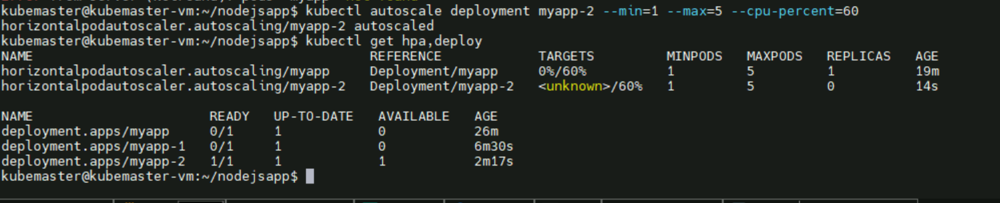 kubemaster@kubemaster-vm:~/nodejsapp$ kubectl autoscale deployment myapp-2 --min=1 --max=5 --cpu-percent=60
horizontalpodautoscaler.autoscaling/myapp-2 autoscaled
kubemaster@kubemaster-vm:~/nodejsapp$ kubectl get hpa,deploy
NAME REFERENCE TARGETS MINPODS MAXPODS REPLICAS AGE
horizontalpodautoscaler.autoscaling/myapp Deployment/myapp 0%/60% 1 5 1 19m
horizontalpodautoscaler.autoscaling/myapp-2 Deployment/myapp-2 <unknown>/60% 1 5 0 14s
NAME READY UP-TO-DATE AVAILABLE AGE
deployment.apps/myapp 0/1 1 0 26m
deployment.apps/myapp-1 0/1 1 0 6m30s
deployment.apps/myapp-2 1/1 1 1 2m17s
kubemaster@kubemaster-vm:~/nodejsapp$